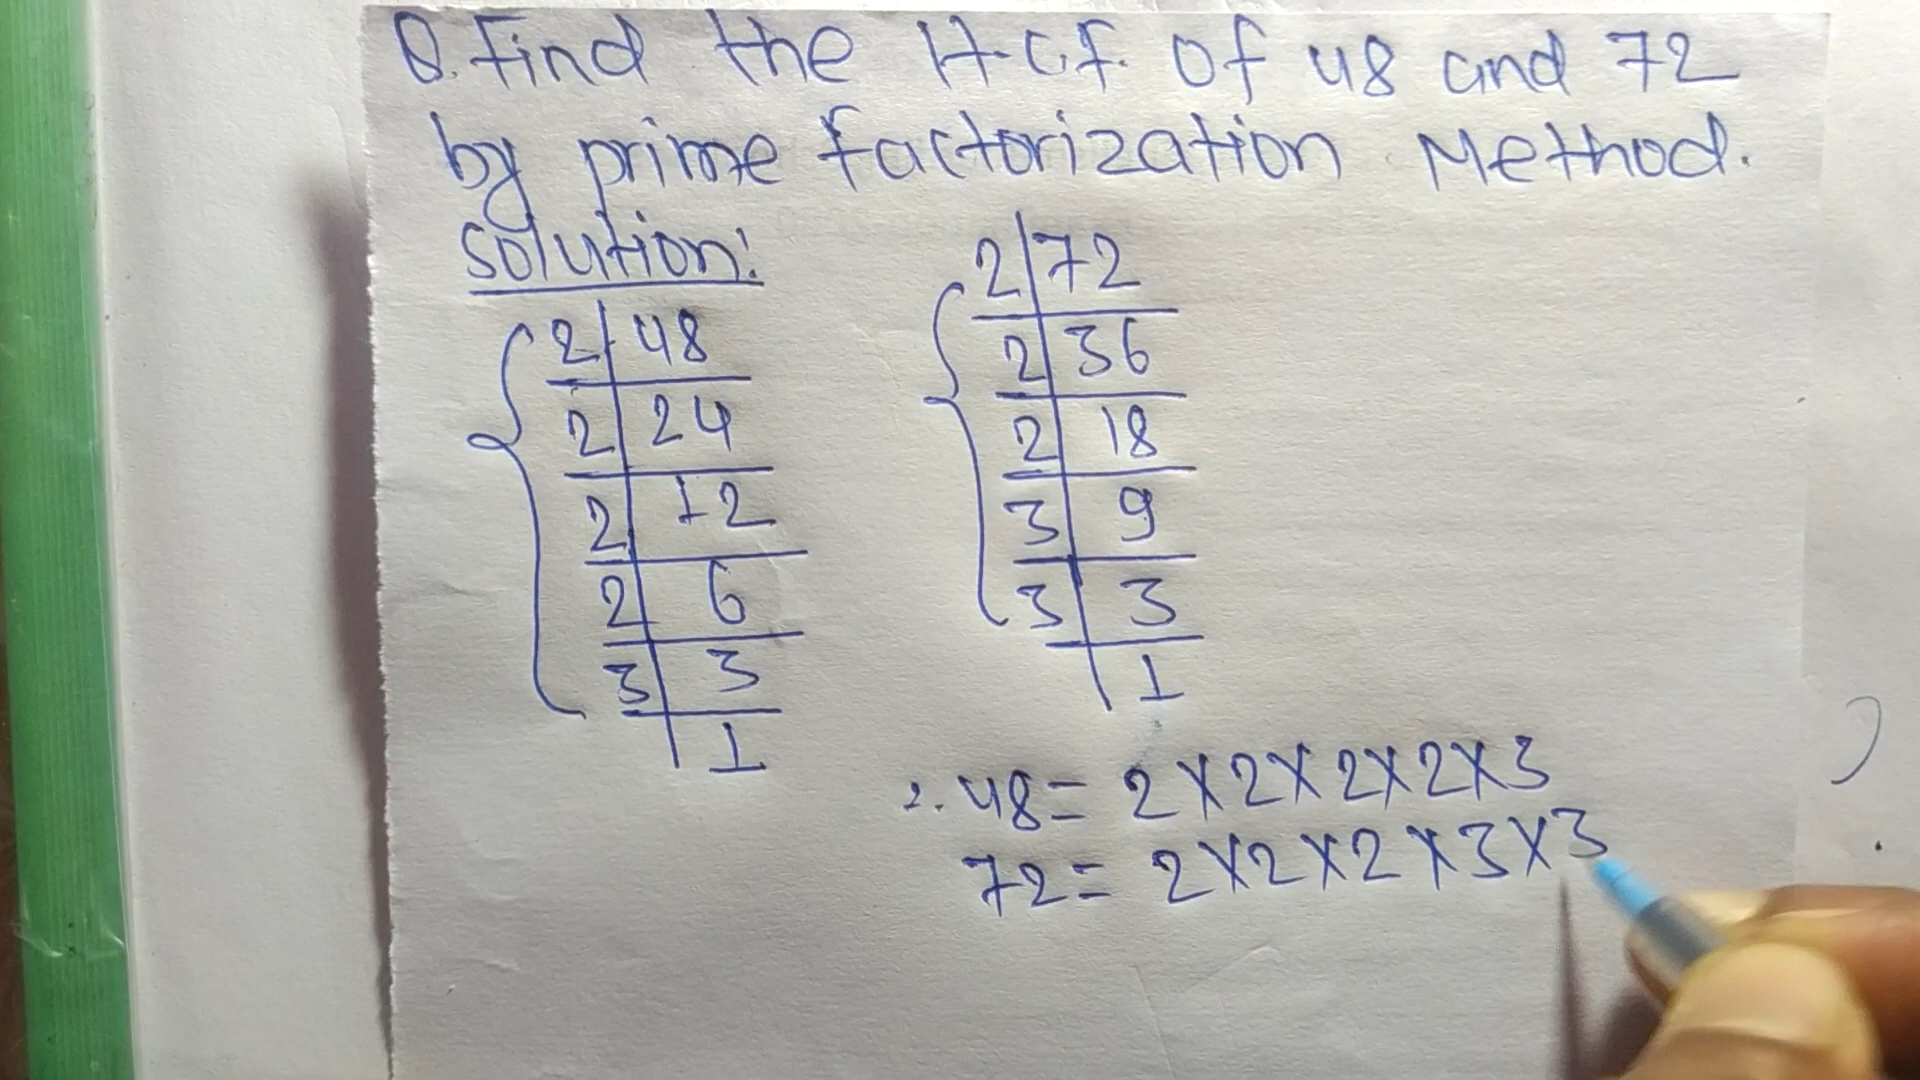 Q. Find the H.C.F. Of 48 and 72
by prime factorization Method.
Solution:
2 | 48
2 | 24
2 | 12
2 | 6
3 | 3
| 1
2 | 72
2 | 36
2 | 18
3 | 9
3 | 3
| 1
∴ 48 = 2 × 2 × 2 × 2 × 3
72 = 2 × 2 × 2 × 3 × 3